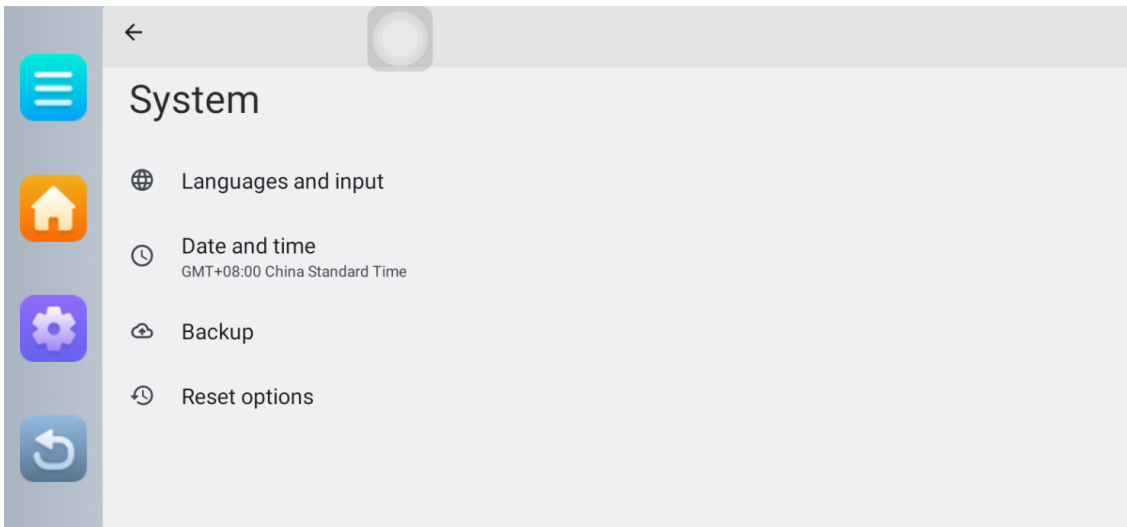 System
Languages and input
Date and time
GMT+08:00 China Standard Time
Backup
Reset options